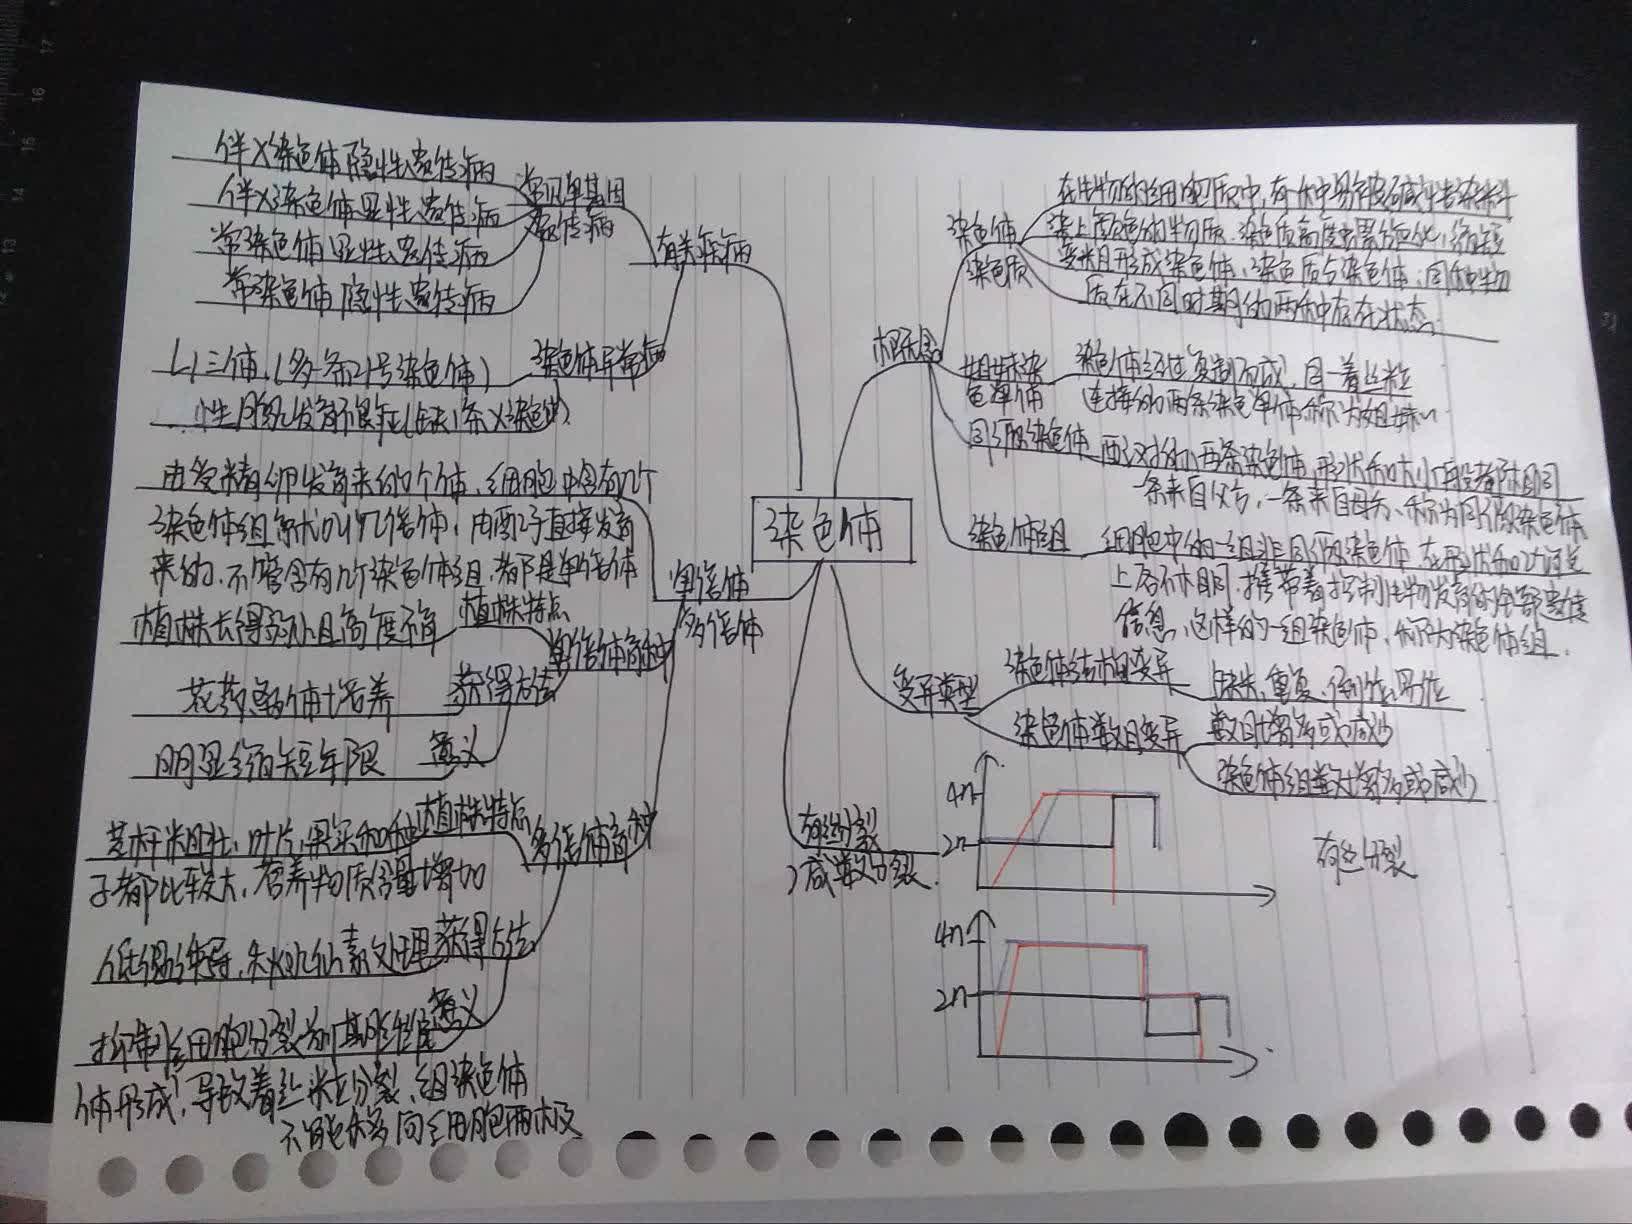 染色体
概念
染色体
染色质
在生物的细胞质中,有一种易被碱性染料
染上颜色的物质。染色质高度螺旋化,缩短
变粗形成染色体,染色质与染色体:同种物
质在不同时期的两种存在状态
姐妹染
色单体
染色体经过复制而成,由一着丝粒
连接的两条染色单体称为姐妹
同源染色体
两议对的两条染色体,形状和大小一般都相同
一条来自父方,一条来自母方、称为同源染色体
染色体组
细胞中的一组非同源染色体,在形状和功能
上各不相同,携带着控制生物发育的全部遗传
信息,这样的一组染色体,称为染色体组.
变异类型
染色体结构变异
缺失,重复,倒位,易位
染色体数目变异
数目增多或减少
染色体组数增多或减少
有丝分裂
减数分裂.
4n
2n
有丝分裂
4n
2n
有关疾病
常见单基因
遗传病
伴X染色体隐性遗传病
伴X染色体显性遗传病
常染色体显性遗传病
常染色体隐性遗传病
染色体异常病
21三体.(多一条21号染色体)
性腺发育不良症(缺1条X染色体)
单倍体
多倍体
由受精卵发育来的个体,细胞中含有几个
染色体组就叫几倍体,由配子直接发育
来的,不管含有几个染色体组,都是单倍体
单倍体育种
植株特点
植株长得弱小且高度不育
获得方法
花药离体培养
意义
明显缩短年限
多倍体育种
植株特点
茎杆粗壮,叶片,果实和种
子都比较大,营养物质含量增加
获得方法
低温诱导,秋水仙素处理
意义
抑制细胞分裂前期纺锤
体形成,导致着丝粒分裂,组染色体
不能移向细胞两极